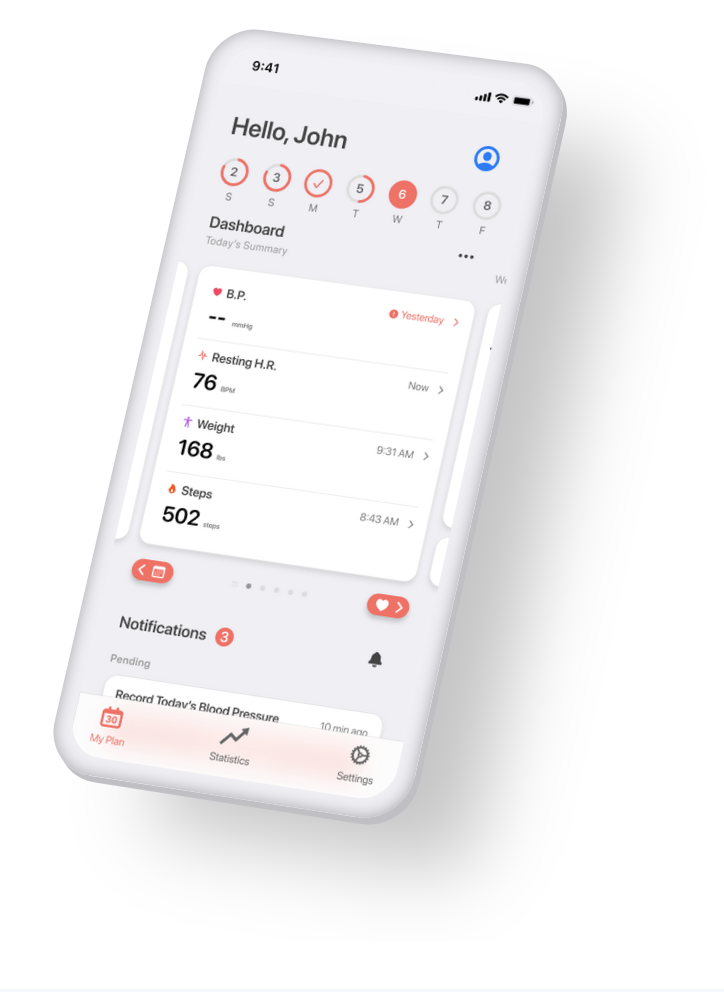 9:41
Hello, John
2 3 5 6 7 8
S S M T W T F
Dashboard
Today's Summary
B.P.
Yesterday
-- mmHg
Resting H.R.
Now
76 BPM
Weight
9:31 AM
168 lbs
Steps
8:43 AM
502 steps
Notifications 3
Pending
Record Today's Blood Pressure
10 min ago
30
My Plan
Statistics
Settings